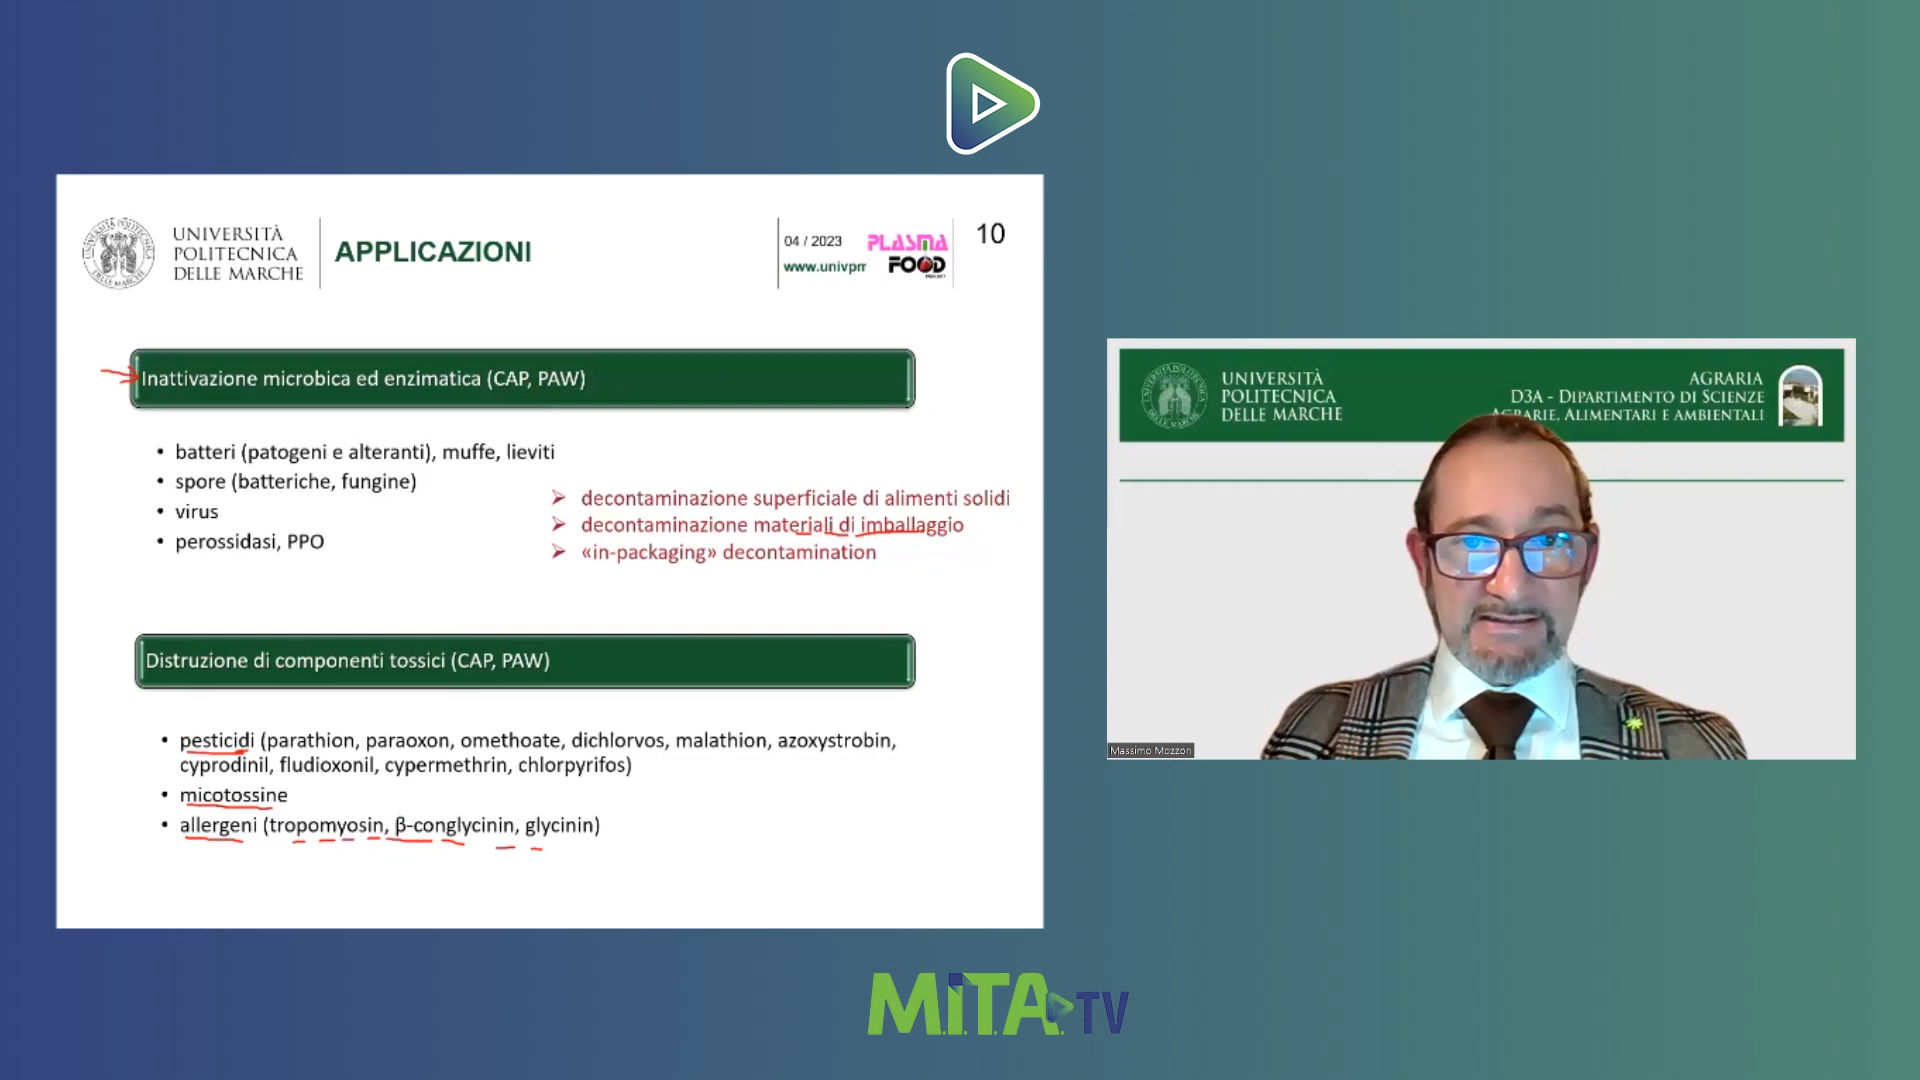 UNIVERSITÀ
POLITECNICA
DELLE MARCHE
APPLICAZIONI
04 / 2023
www.univpm
PLASMA
FOOD
10
Inattivazione microbica ed enzimatica (CAP, PAW)
• batteri (patogeni e alteranti), muffe, lieviti
• spore (batteriche, fungine)
• virus
• perossidasi, PPO
➢ decontaminazione superficiale di alimenti solidi
➢ decontaminazione materiali di imballaggio
➢ «in-packaging» decontamination
Distruzione di componenti tossici (CAP, PAW)
• pesticidi (parathion, paraoxon, omethoate, dichlorvos, malathion, azoxystrobin,
cyprodinil, fludioxonil, cypermethrin, chlorpyrifos)
• micotossine
• allergeni (tropomyosin, β-conglycinin, glycinin)
UNIVERSITÀ
POLITECNICA
DELLE MARCHE
AGRARIA
D3A - DIPARTIMENTO DI SCIENZE
AGRARIE, ALIMENTARI E AMBIENTALI
Massimo Mozzon
M.I.T.A. TV